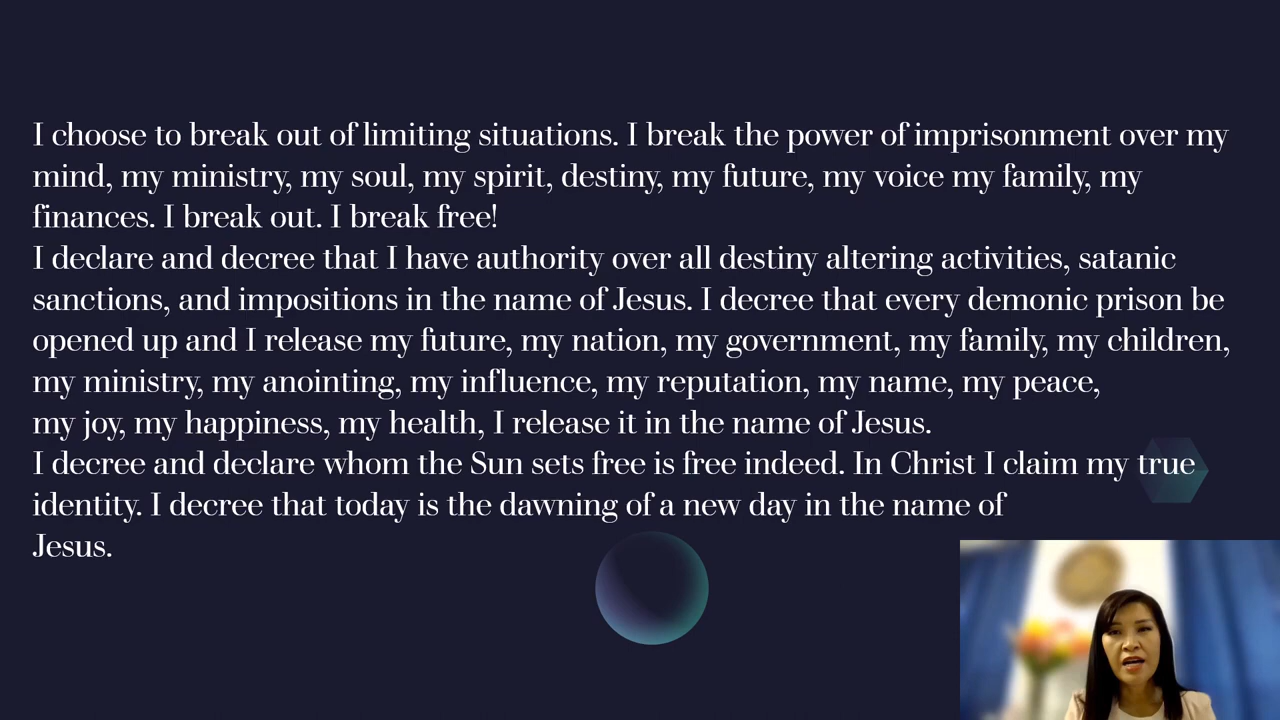 I choose to break out of limiting situations. I break the power of imprisonment over my
mind, my ministry, my soul, my spirit, destiny, my future, my voice my family, my
finances. I break out. I break free!
I declare and decree that I have authority over all destiny altering activities, satanic
sanctions, and impositions in the name of Jesus. I decree that every demonic prison be
opened up and I release my future, my nation, my government, my family, my children,
my ministry, my anointing, my influence, my reputation, my name, my peace,
my joy, my happiness, my health, I release it in the name of Jesus.
I decree and declare whom the Sun sets free is free indeed. In Christ I claim my true
identity. I decree that today is the dawning of a new day in the name of
Jesus.